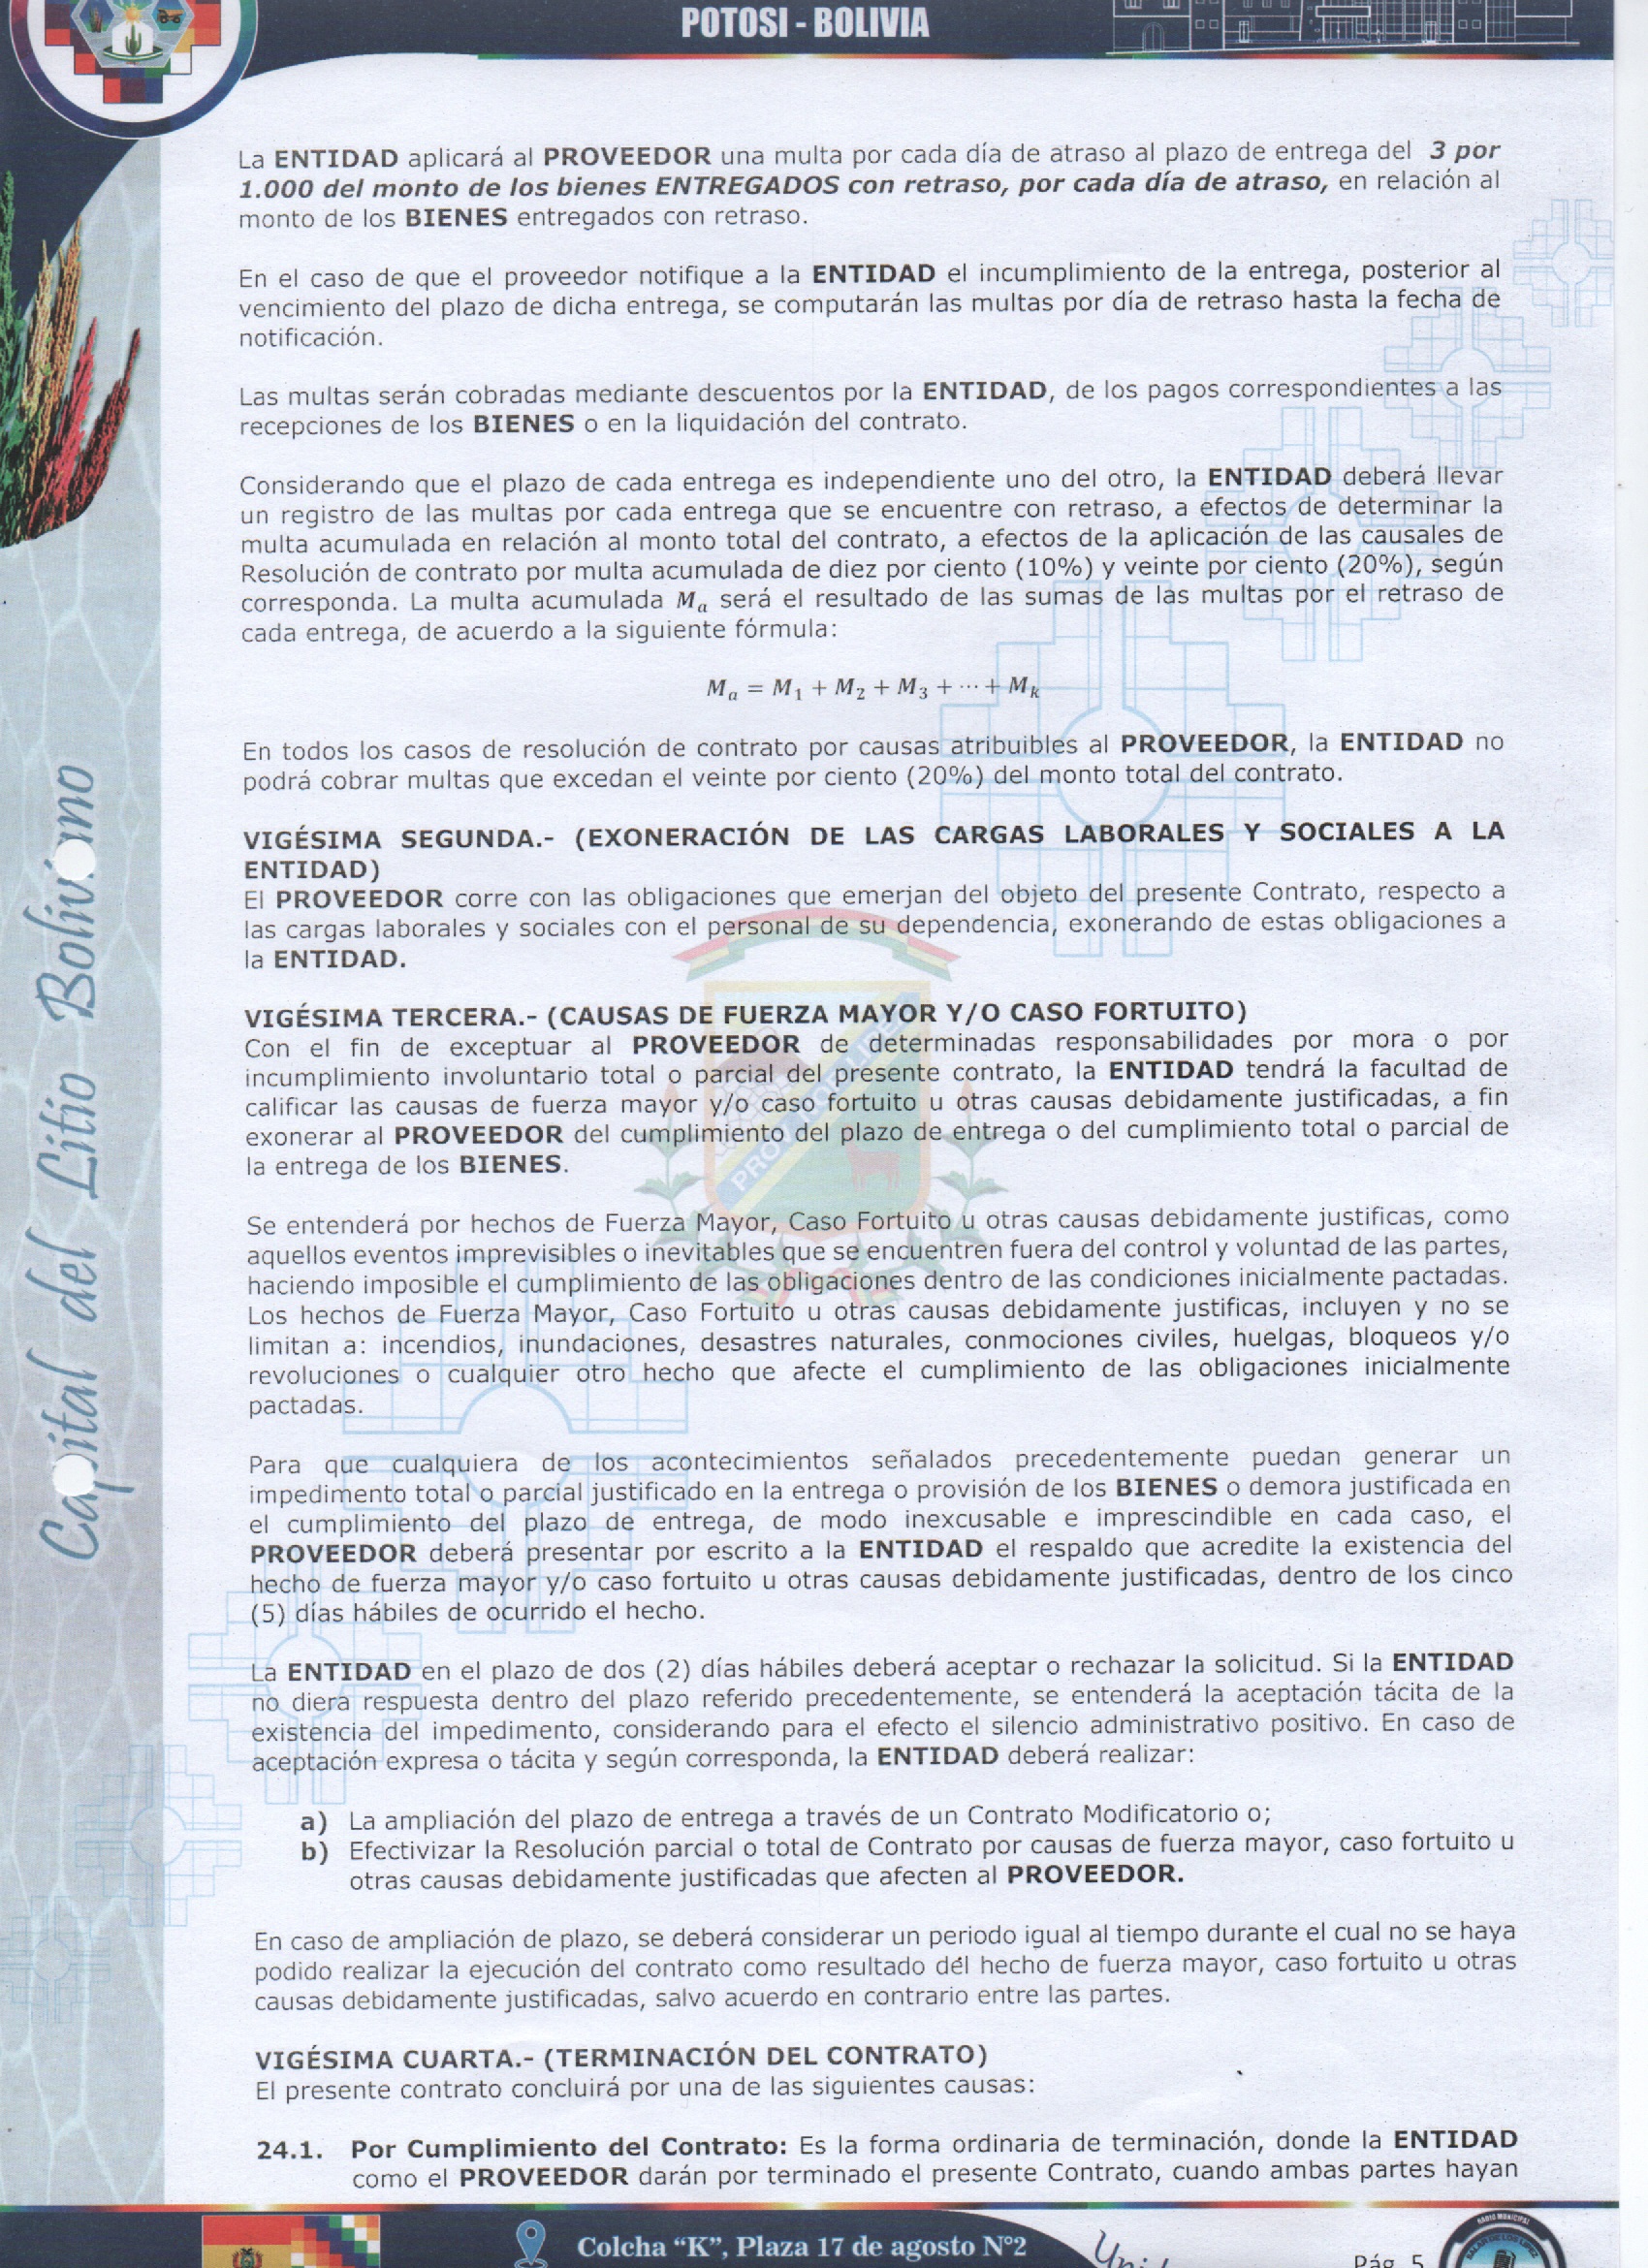 POTOSI - BOLIVIA
La ENTIDAD aplicará al PROVEEDOR una multa por cada día de atraso al plazo de entrega del 3 por
1.000 del monto de los bienes ENTREGADOS con retraso, por cada día de atraso, en relación al
monto de los BIENES entregados con retraso.
En el caso de que el proveedor notifique a la ENTIDAD el incumplimiento de la entrega, posterior al
vencimiento del plazo de dicha entrega, se computarán las multas por día de retraso hasta la fecha de
notificación.
Las multas serán cobradas mediante descuentos por la ENTIDAD, de los pagos correspondientes a las
recepciones de los BIENES o en la liquidación del contrato.
Considerando que el plazo de cada entrega es independiente uno del otro, la ENTIDAD deberá llevar
un registro de las multas por cada entrega que se encuentre con retraso, a efectos de determinar la
multa acumulada en relación al monto total del contrato, a efectos de la aplicación de las causales de
Resolución de contrato por multa acumulada de diez por ciento (10%) y veinte por ciento (20%), según
corresponda. La multa acumulada Mₐ será el resultado de las sumas de las multas por el retraso de
cada entrega, de acuerdo a la siguiente fórmula:
Mₐ = M₁ + M₂ + M₃ + ··· + Mₖ
En todos los casos de resolución de contrato por causas atribuibles al PROVEEDOR, la ENTIDAD no
podrá cobrar multas que excedan el veinte por ciento (20%) del monto total del contrato.
VIGÉSIMA SEGUNDA.- (EXONERACIÓN DE LAS CARGAS LABORALES Y SOCIALES A LA
ENTIDAD)
El PROVEEDOR corre con las obligaciones que emerjan del objeto del presente Contrato, respecto a
las cargas laborales y sociales con el personal de su dependencia, exonerando de estas obligaciones a
la ENTIDAD.
VIGÉSIMA TERCERA.- (CAUSAS DE FUERZA MAYOR Y/O CASO FORTUITO)
Con el fin de exceptuar al PROVEEDOR de determinadas responsabilidades por mora o por
incumplimiento involuntario total o parcial del presente contrato, la ENTIDAD tendrá la facultad de
calificar las causas de fuerza mayor y/o caso fortuito u otras causas debidamente justificadas, a fin
exonerar al PROVEEDOR del cumplimiento del plazo de entrega o del cumplimiento total o parcial de
la entrega de los BIENES.
Se entenderá por hechos de Fuerza Mayor, Caso Fortuito u otras causas debidamente justificas, como
aquellos eventos imprevisibles o inevitables que se encuentren fuera del control y voluntad de las partes,
haciendo imposible el cumplimiento de las obligaciones dentro de las condiciones inicialmente pactadas.
Los hechos de Fuerza Mayor, Caso Fortuito u otras causas debidamente justificas, incluyen y no se
limitan a: incendios, inundaciones, desastres naturales, conmociones civiles, huelgas, bloqueos y/o
revoluciones o cualquier otro hecho que afecte el cumplimiento de las obligaciones inicialmente
pactadas.
Para que cualquiera de los acontecimientos señalados precedentemente puedan generar un
impedimento total o parcial justificado en la entrega o provisión de los BIENES o demora justificada en
el cumplimiento del plazo de entrega, de modo inexcusable e imprescindible en cada caso, el
PROVEEDOR deberá presentar por escrito a la ENTIDAD el respaldo que acredite la existencia del
hecho de fuerza mayor y/o caso fortuito u otras causas debidamente justificadas, dentro de los cinco
(5) días hábiles de ocurrido el hecho.
La ENTIDAD en el plazo de dos (2) días hábiles deberá aceptar o rechazar la solicitud. Si la ENTIDAD
no diera respuesta dentro del plazo referido precedentemente, se entenderá la aceptación tácita de la
existencia del impedimento, considerando para el efecto el silencio administrativo positivo. En caso de
aceptación expresa o tácita y según corresponda, la ENTIDAD deberá realizar:
a) La ampliación del plazo de entrega a través de un Contrato Modificatorio o;
b) Efectivizar la Resolución parcial o total de Contrato por causas de fuerza mayor, caso fortuito u
otras causas debidamente justificadas que afecten al PROVEEDOR.
En caso de ampliación de plazo, se deberá considerar un periodo igual al tiempo durante el cual no se haya
podido realizar la ejecución del contrato como resultado del hecho de fuerza mayor, caso fortuito u otras
causas debidamente justificadas, salvo acuerdo en contrario entre las partes.
VIGÉSIMA CUARTA.- (TERMINACIÓN DEL CONTRATO)
El presente contrato concluirá por una de las siguientes causas:
24.1. Por Cumplimiento del Contrato: Es la forma ordinaria de terminación, donde la ENTIDAD
como el PROVEEDOR darán por terminado el presente Contrato, cuando ambas partes hayan
Capital del Litio Boliviano
Colcha “K”, Plaza 17 de agosto N°2
Pág. 5
RADIO MUNICIPAL